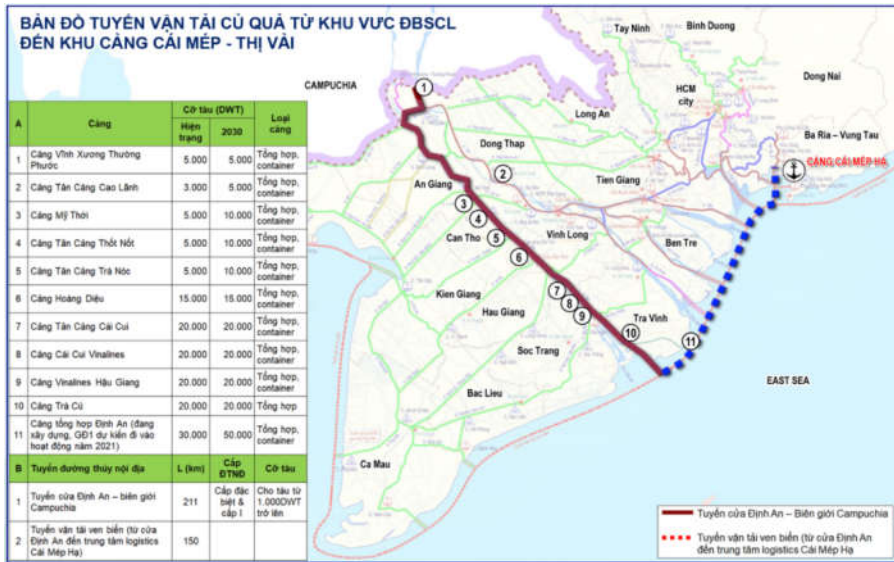 BẢN ĐỒ TUYẾN VẬN TẢI CỦ QUẢ TỪ KHU VƯC ĐBSCL
ĐẾN KHU CẢNG CÁI MÉP - THỊ VẢI
A Cảng Cỡ tàu (DWT) Loại cảng
Hiện trạng 2030
1 Cảng Vĩnh Xương Thường Phước 5.000 5.000 Tổng hợp, container
2 Cảng Tân Cảng Cao Lãnh 3.000 5.000 Tổng hợp, container
3 Cảng Mỹ Thới 5.000 10.000 Tổng hợp, container
4 Cảng Tân Cảng Thốt Nốt 5.000 10.000 Tổng hợp, container
5 Cảng Tân Cảng Trà Nóc 5.000 10.000 Tổng hợp, container
6 Cảng Hoàng Diệu 15.000 15.000 Tổng hợp, container
7 Cảng Tân Cảng Cái Cui 20.000 20.000 Tổng hợp, container
8 Cảng Cái Cui Vinalines 20.000 20.000 Tổng hợp, container
9 Cảng Vinalines Hậu Giang 20.000 20.000 Tổng hợp, container
10 Cảng Trà Cú 20.000 20.000 Tổng hợp
11 Cảng tổng hợp Định An (đang xây dựng, GĐ1 dự kiến đi vào hoạt động năm 2021) 30.000 50.000 Tổng hợp, container
B Tuyến đường thủy nội địa L (km) Cấp ĐTNĐ Cỡ tàu
1 Tuyến cửa Định An – biên giới Campuchia 211 Cấp đặc biệt & cấp I Cho tàu từ 1.000DWT trở lên
2 Tuyến vận tải ven biển (từ cửa Định An đến trung tâm logistics Cái Mép Hạ) 150
CAMPUCHIA
Tay Ninh
Binh Duong
Dong Nai
HCM city
Long An
Ba Ria – Vung Tau
CẢNG CÁI MÉP HẠ
Dong Thap
An Giang
Tien Giang
Can Tho
Vinh Long
Ben Tre
Kien Giang
Hau Giang
Tra Vinh
Soc Trang
Bac Lieu
Ca Mau
EAST SEA
1
2
3
4
5
6
7
8
9
10
11
Tuyến cửa Định An – Biên giới Campuchia
Tuyến vận tải ven biển (từ cửa Định An
đến trung tâm logistics Cái Mép Hạ)